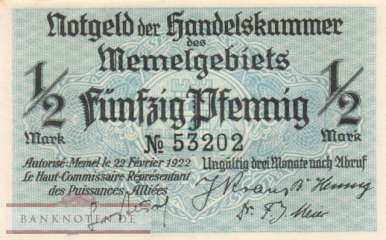 Notgeld der Handelskammer
des
Memelgebiets
1/2 Fünfzig Pfennig 1/2
Mark № 53202 Mark
Autorisé-Memel le 22 Février 1922
Le Haut-Commissaire Représentant
des Puissances Alliées
Ungültig drei Monate nach Abruf
BANKNOTEN.DE